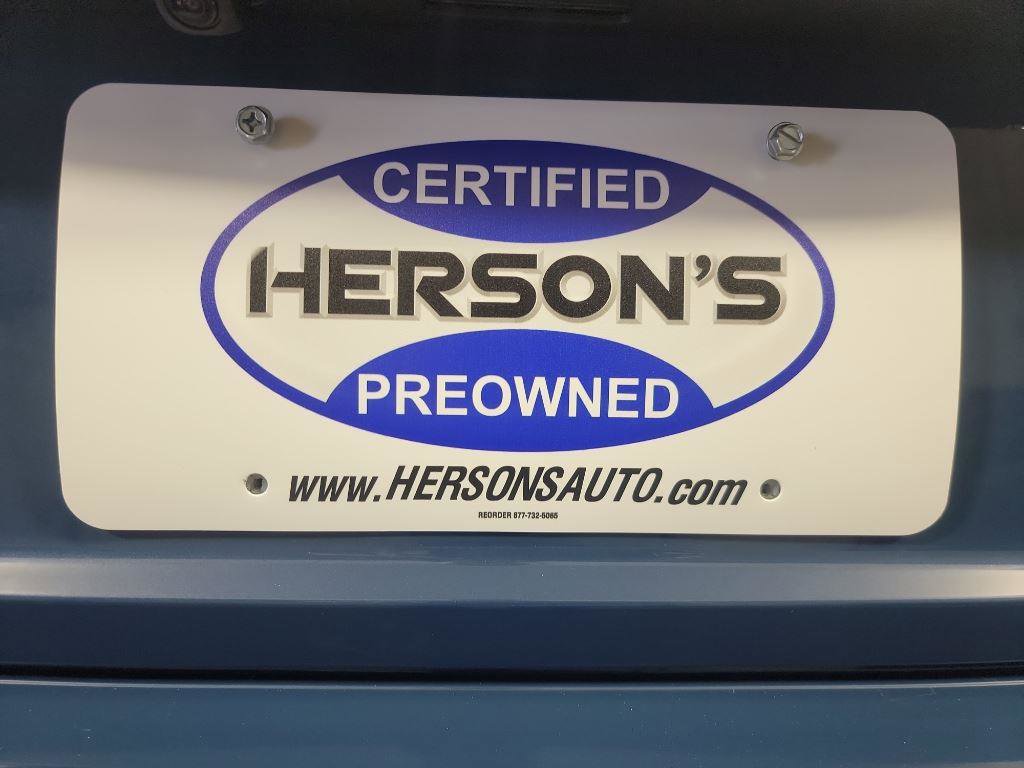 CERTIFIED
HERSON'S
PREOWNED
www.HERSONSAUTO.com
REORDER 877-732-5065